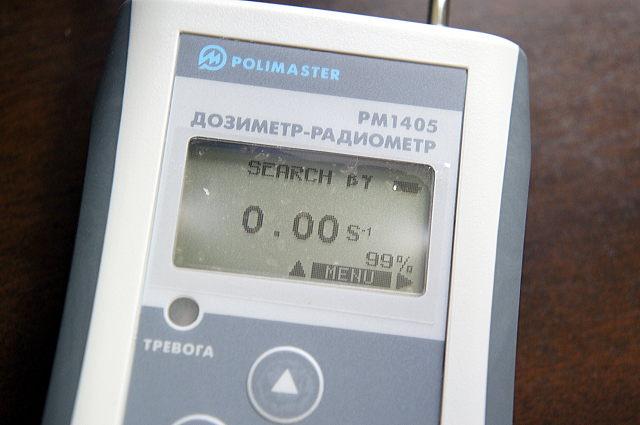 POLIMASTER
PM1405
ДОЗИМЕТР-РАДИОМЕТР
SEARCH βγ
0.00 s⁻¹
99%
MENU
ТРЕВОГА